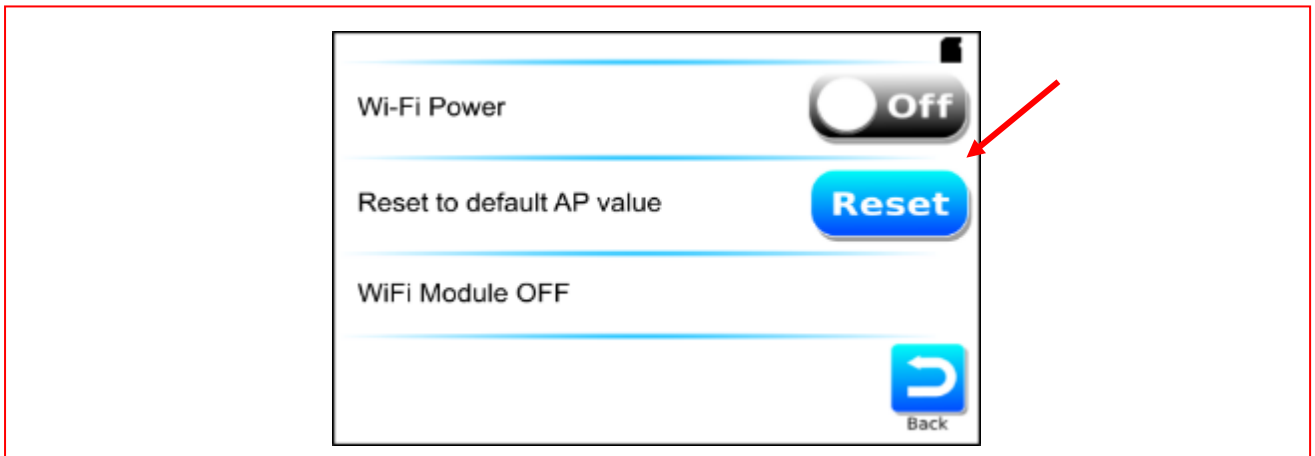 Wi-Fi Power Off
Reset to default AP value Reset
WiFi Module OFF
Back